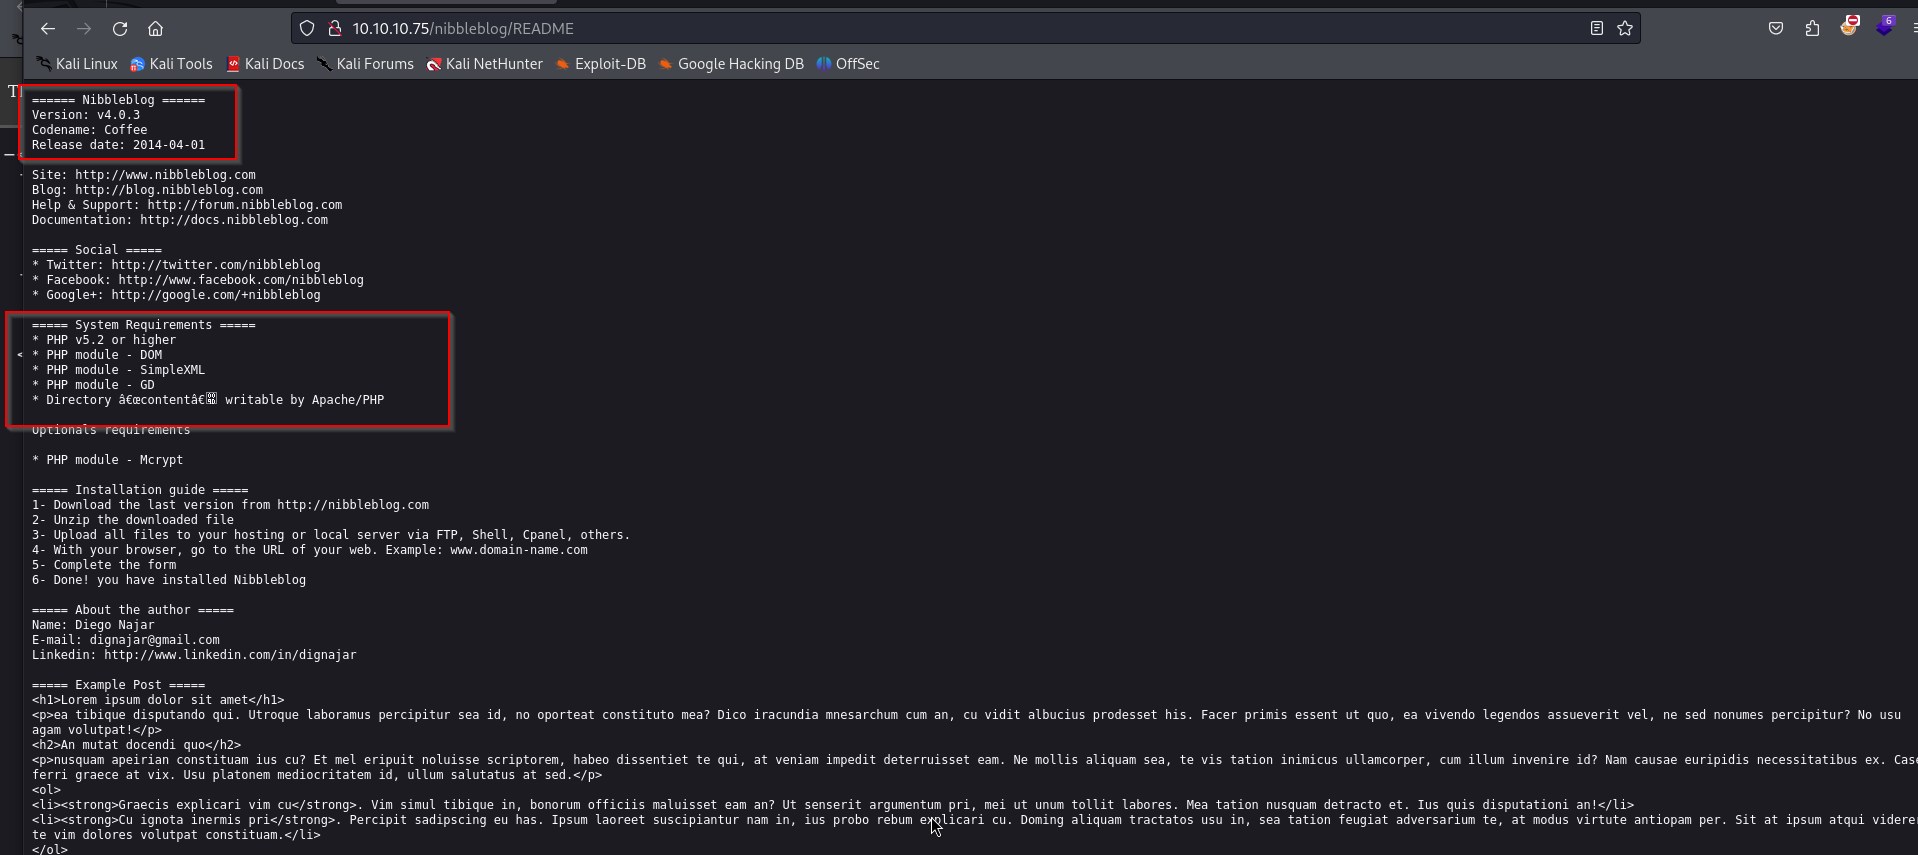 10.10.10.75/nibbleblog/README
6
Kali Linux Kali Tools Kali Docs Kali Forums Kali NetHunter Exploit-DB Google Hacking DB OffSec
====== Nibbleblog ======
Version: v4.0.3
Codename: Coffee
Release date: 2014-04-01
Site: http://www.nibbleblog.com
Blog: http://blog.nibbleblog.com
Help & Support: http://forum.nibbleblog.com
Documentation: http://docs.nibbleblog.com
===== Social =====
* Twitter: http://twitter.com/nibbleblog
* Facebook: http://www.facebook.com/nibbleblog
* Google+: http://google.com/+nibbleblog
===== System Requirements =====
* PHP v5.2 or higher
* PHP module - DOM
* PHP module - SimpleXML
* PHP module - GD
* Directory â€œcontentâ€ writable by Apache/PHP
Optionals requirements
* PHP module - Mcrypt
===== Installation guide =====
1- Download the last version from http://nibbleblog.com
2- Unzip the downloaded file
3- Upload all files to your hosting or local server via FTP, Shell, Cpanel, others.
4- With your browser, go to the URL of your web. Example: www.domain-name.com
5- Complete the form
6- Done! you have installed Nibbleblog
===== About the author =====
Name: Diego Najar
E-mail: dignajar@gmail.com
Linkedin: http://www.linkedin.com/in/dignajar
===== Example Post =====
<h1>Lorem ipsum dolor sit amet</h1>
<p>ea tibique disputando qui. Utroque laboramus percipitur sea id, no oporteat constituto mea? Dico iracundia mnesarchum cum an, cu vidit albucius prodesset his. Facer primis essent ut quo, ea vivendo legendos assueverit vel, ne sed nonumes percipitur? No usu
agam volutpat!</p>
<h2>An mutat docendi quo</h2>
<p>nusquam apeirian constituam ius cu? Et mel eripuit noluisse scriptorem, habeo dissentiet te qui, at veniam impedit deterruisset eam. Ne mollis aliquam sea, te vis tation inimicus ullamcorper, cum illum invenire id? Nam causae euripidis necessitatibus ex. Case
ferri graece at vix. Usu platonem mediocritatem id, ullum salutatus at sed.</p>
<ol>
<li><strong>Graecis explicari vim cu</strong>. Vim simul tibique in, bonorum officiis maluisset eam an? Ut senserit argumentum pri, mei ut unum tollit labores. Mea tation nusquam detracto et. Ius quis disputationi an!</li>
<li><strong>Cu ignota inermis pri</strong>. Percipit sadipscing eu has. Ipsum laoreet suscipiantur nam in, ius probo rebum explicari cu. Doming aliquam tractatos usu in, sea tation feugiat adversarium te, at modus virtute antiopam per. Sit at ipsum atqui videre
te vim dolores volutpat constituam.</li>
</ol>